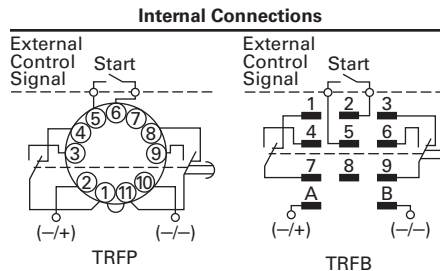 Internal Connections
External
Control
Signal
Start
5 6 7
4 8
3 9
2 10
1 11
(–/+) (–/–)
TRFP
External
Control
Signal
Start
1 2 3
4 5 6
7 8 9
A B
(–/+) (–/–)
TRFB